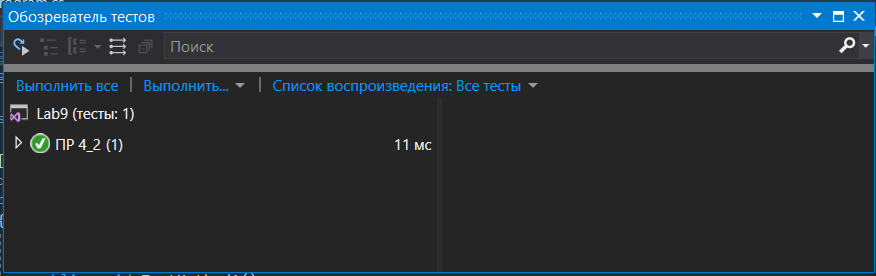 Обозреватель тестов
Поиск
Выполнить все | Выполнить... | Список воспроизведения: Все тесты
Lab9 (тесты: 1)
ПР 4_2 (1) 11 мс